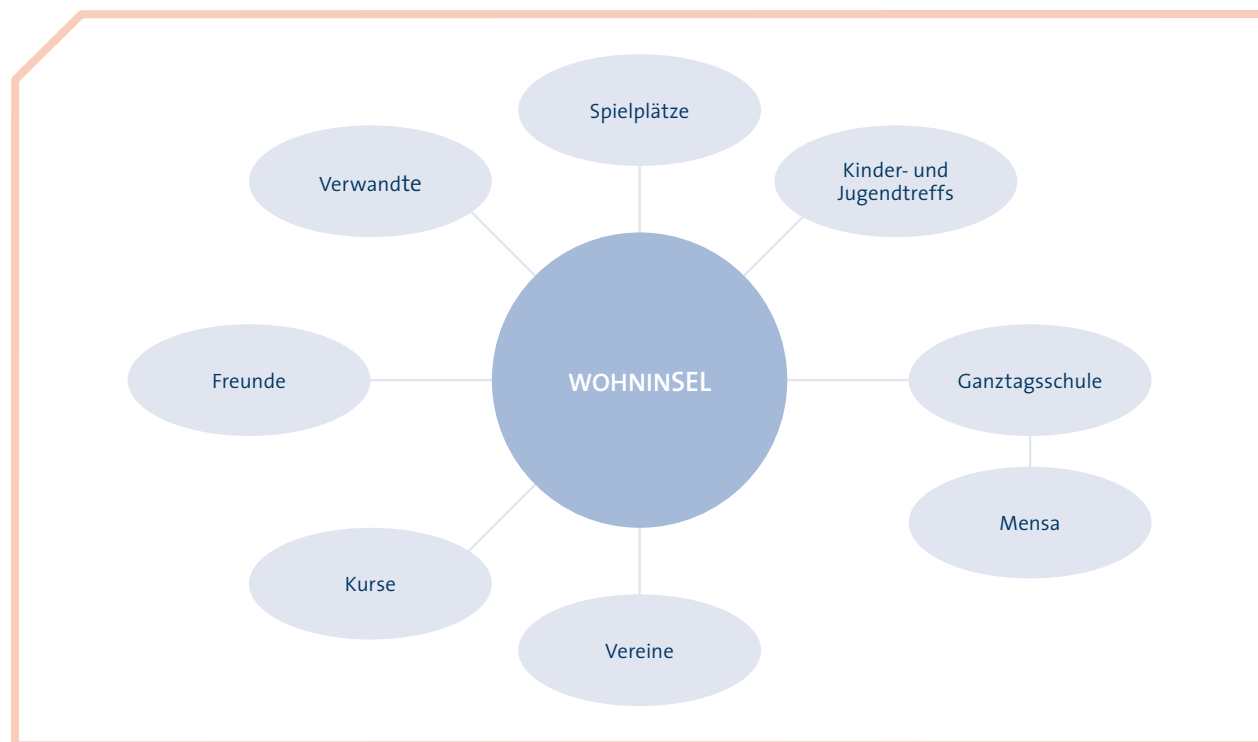 Spielplätze
Verwandte
Kinder- und
Jugendtreffs
Freunde
WOHNINSEL
Ganztagsschule
Mensa
Kurse
Vereine